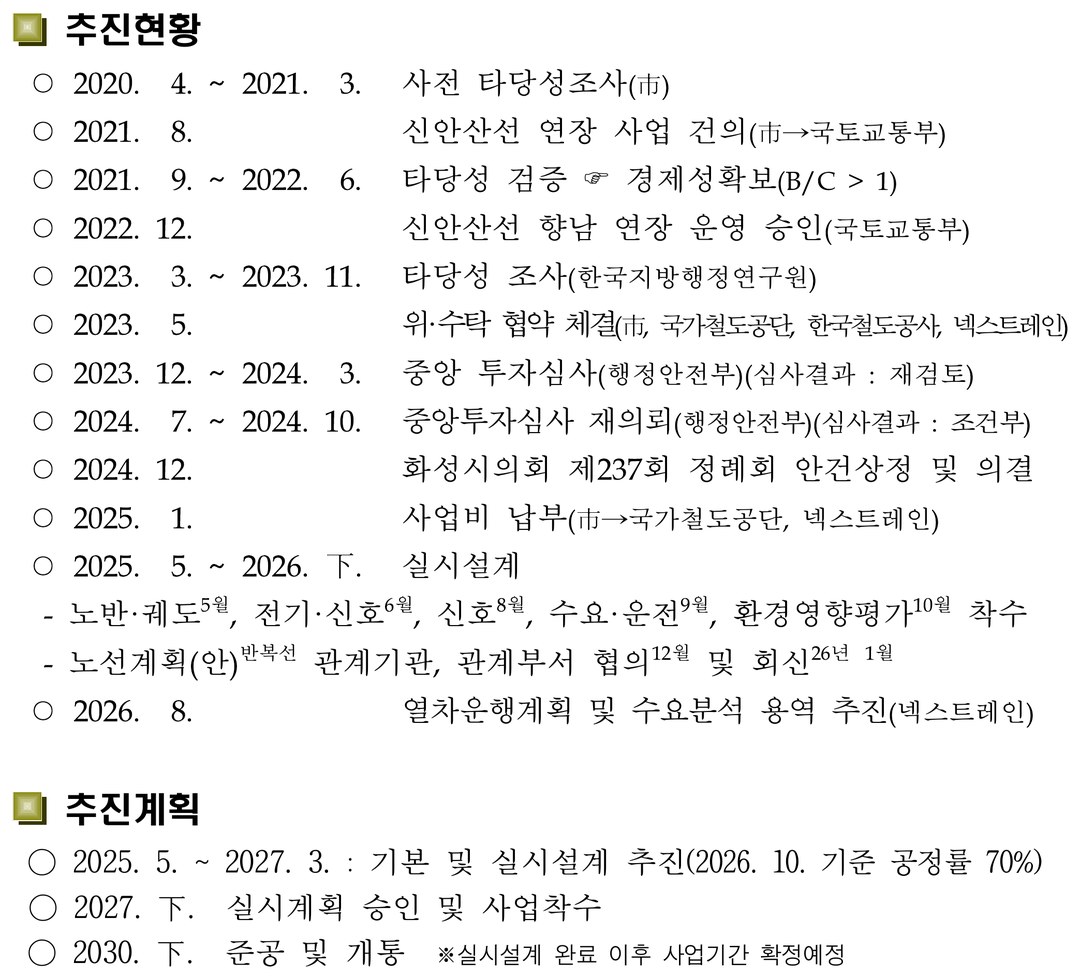 추진현황
○ 2020. 4. ~ 2021. 3. 사전 타당성조사(市)
○ 2021. 8. 신안산선 연장 사업 건의(市→국토교통부)
○ 2021. 9. ~ 2022. 6. 타당성 검증 ☞ 경제성확보(B/C > 1)
○ 2022. 12. 신안산선 향남 연장 운영 승인(국토교통부)
○ 2023. 3. ~ 2023. 11. 타당성 조사(한국지방행정연구원)
○ 2023. 5. 위·수탁 협약 체결(市, 국가철도공단, 한국철도공사, 넥스트레인)
○ 2023. 12. ~ 2024. 3. 중앙 투자심사(행정안전부)(심사결과 : 재검토)
○ 2024. 7. ~ 2024. 10. 중앙투자심사 재의뢰(행정안전부)(심사결과 : 조건부)
○ 2024. 12. 화성시의회 제237회 정례회 안건상정 및 의결
○ 2025. 1. 사업비 납부(市→국가철도공단, 넥스트레인)
○ 2025. 5. ~ 2026. 下. 실시설계
- 노반·궤도5월, 전기·신호6월, 신호8월, 수요·운전9월, 환경영향평가10월 착수
- 노선계획(안)반복선 관계기관, 관계부서 협의12월 및 회신26년 1월
○ 2026. 8. 열차운행계획 및 수요분석 용역 추진(넥스트레인)
추진계획
○ 2025. 5. ~ 2027. 3. : 기본 및 실시설계 추진(2026. 10. 기준 공정률 70%)
○ 2027. 下. 실시계획 승인 및 사업착수
○ 2030. 下. 준공 및 개통 ※실시설계 완료 이후 사업기간 확정예정